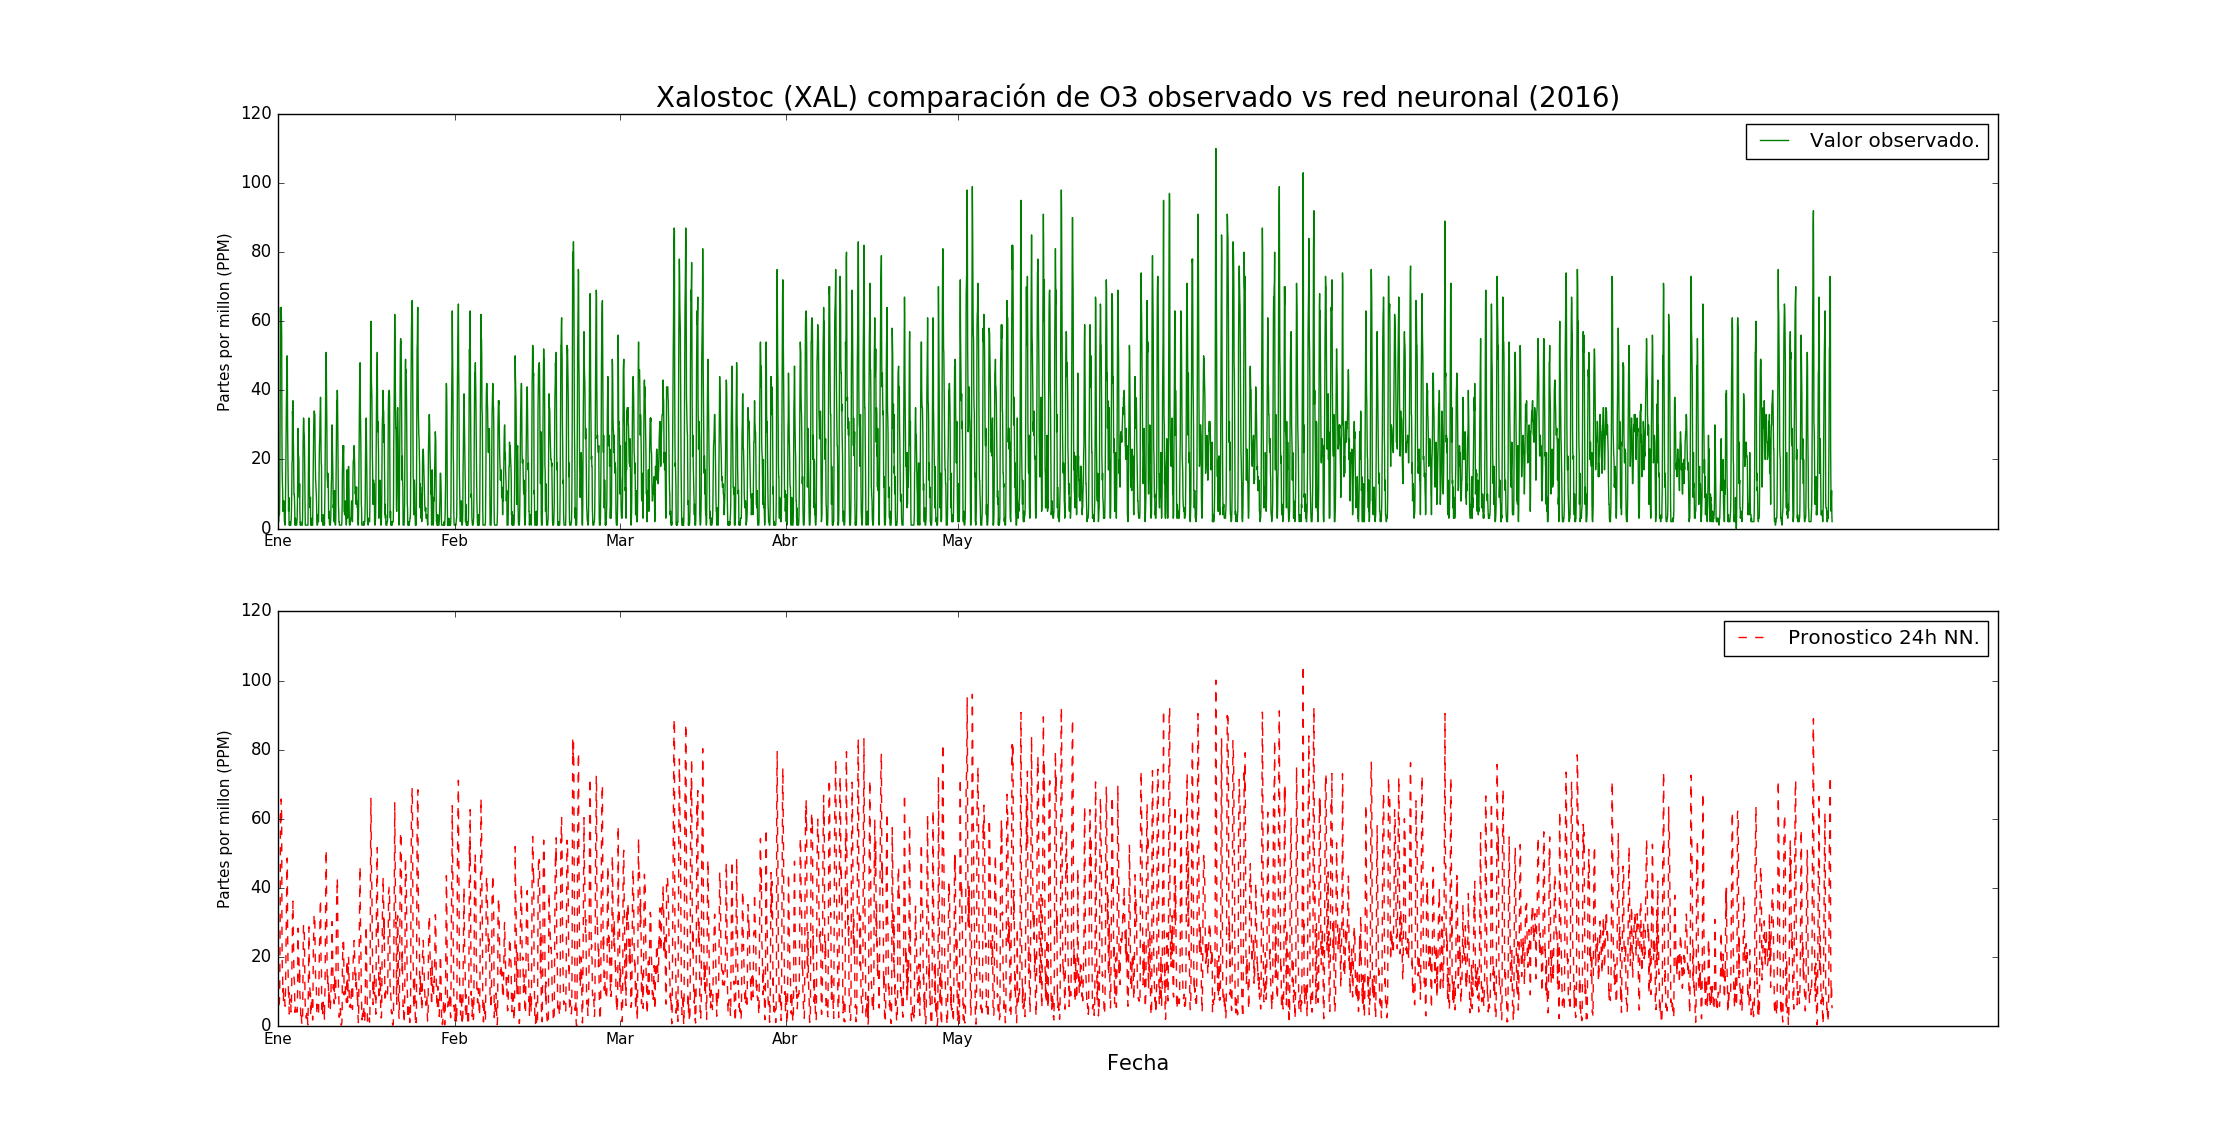 Xalostoc (XAL) comparación de O3 observado vs red neuronal (2016)
120
100
80
60
40
20
0
Partes por millon (PPM)
Valor observado.
Ene Feb Mar Abr May
120
100
80
60
40
20
0
Partes por millon (PPM)
Pronostico 24h NN.
Ene Feb Mar Abr May
Fecha